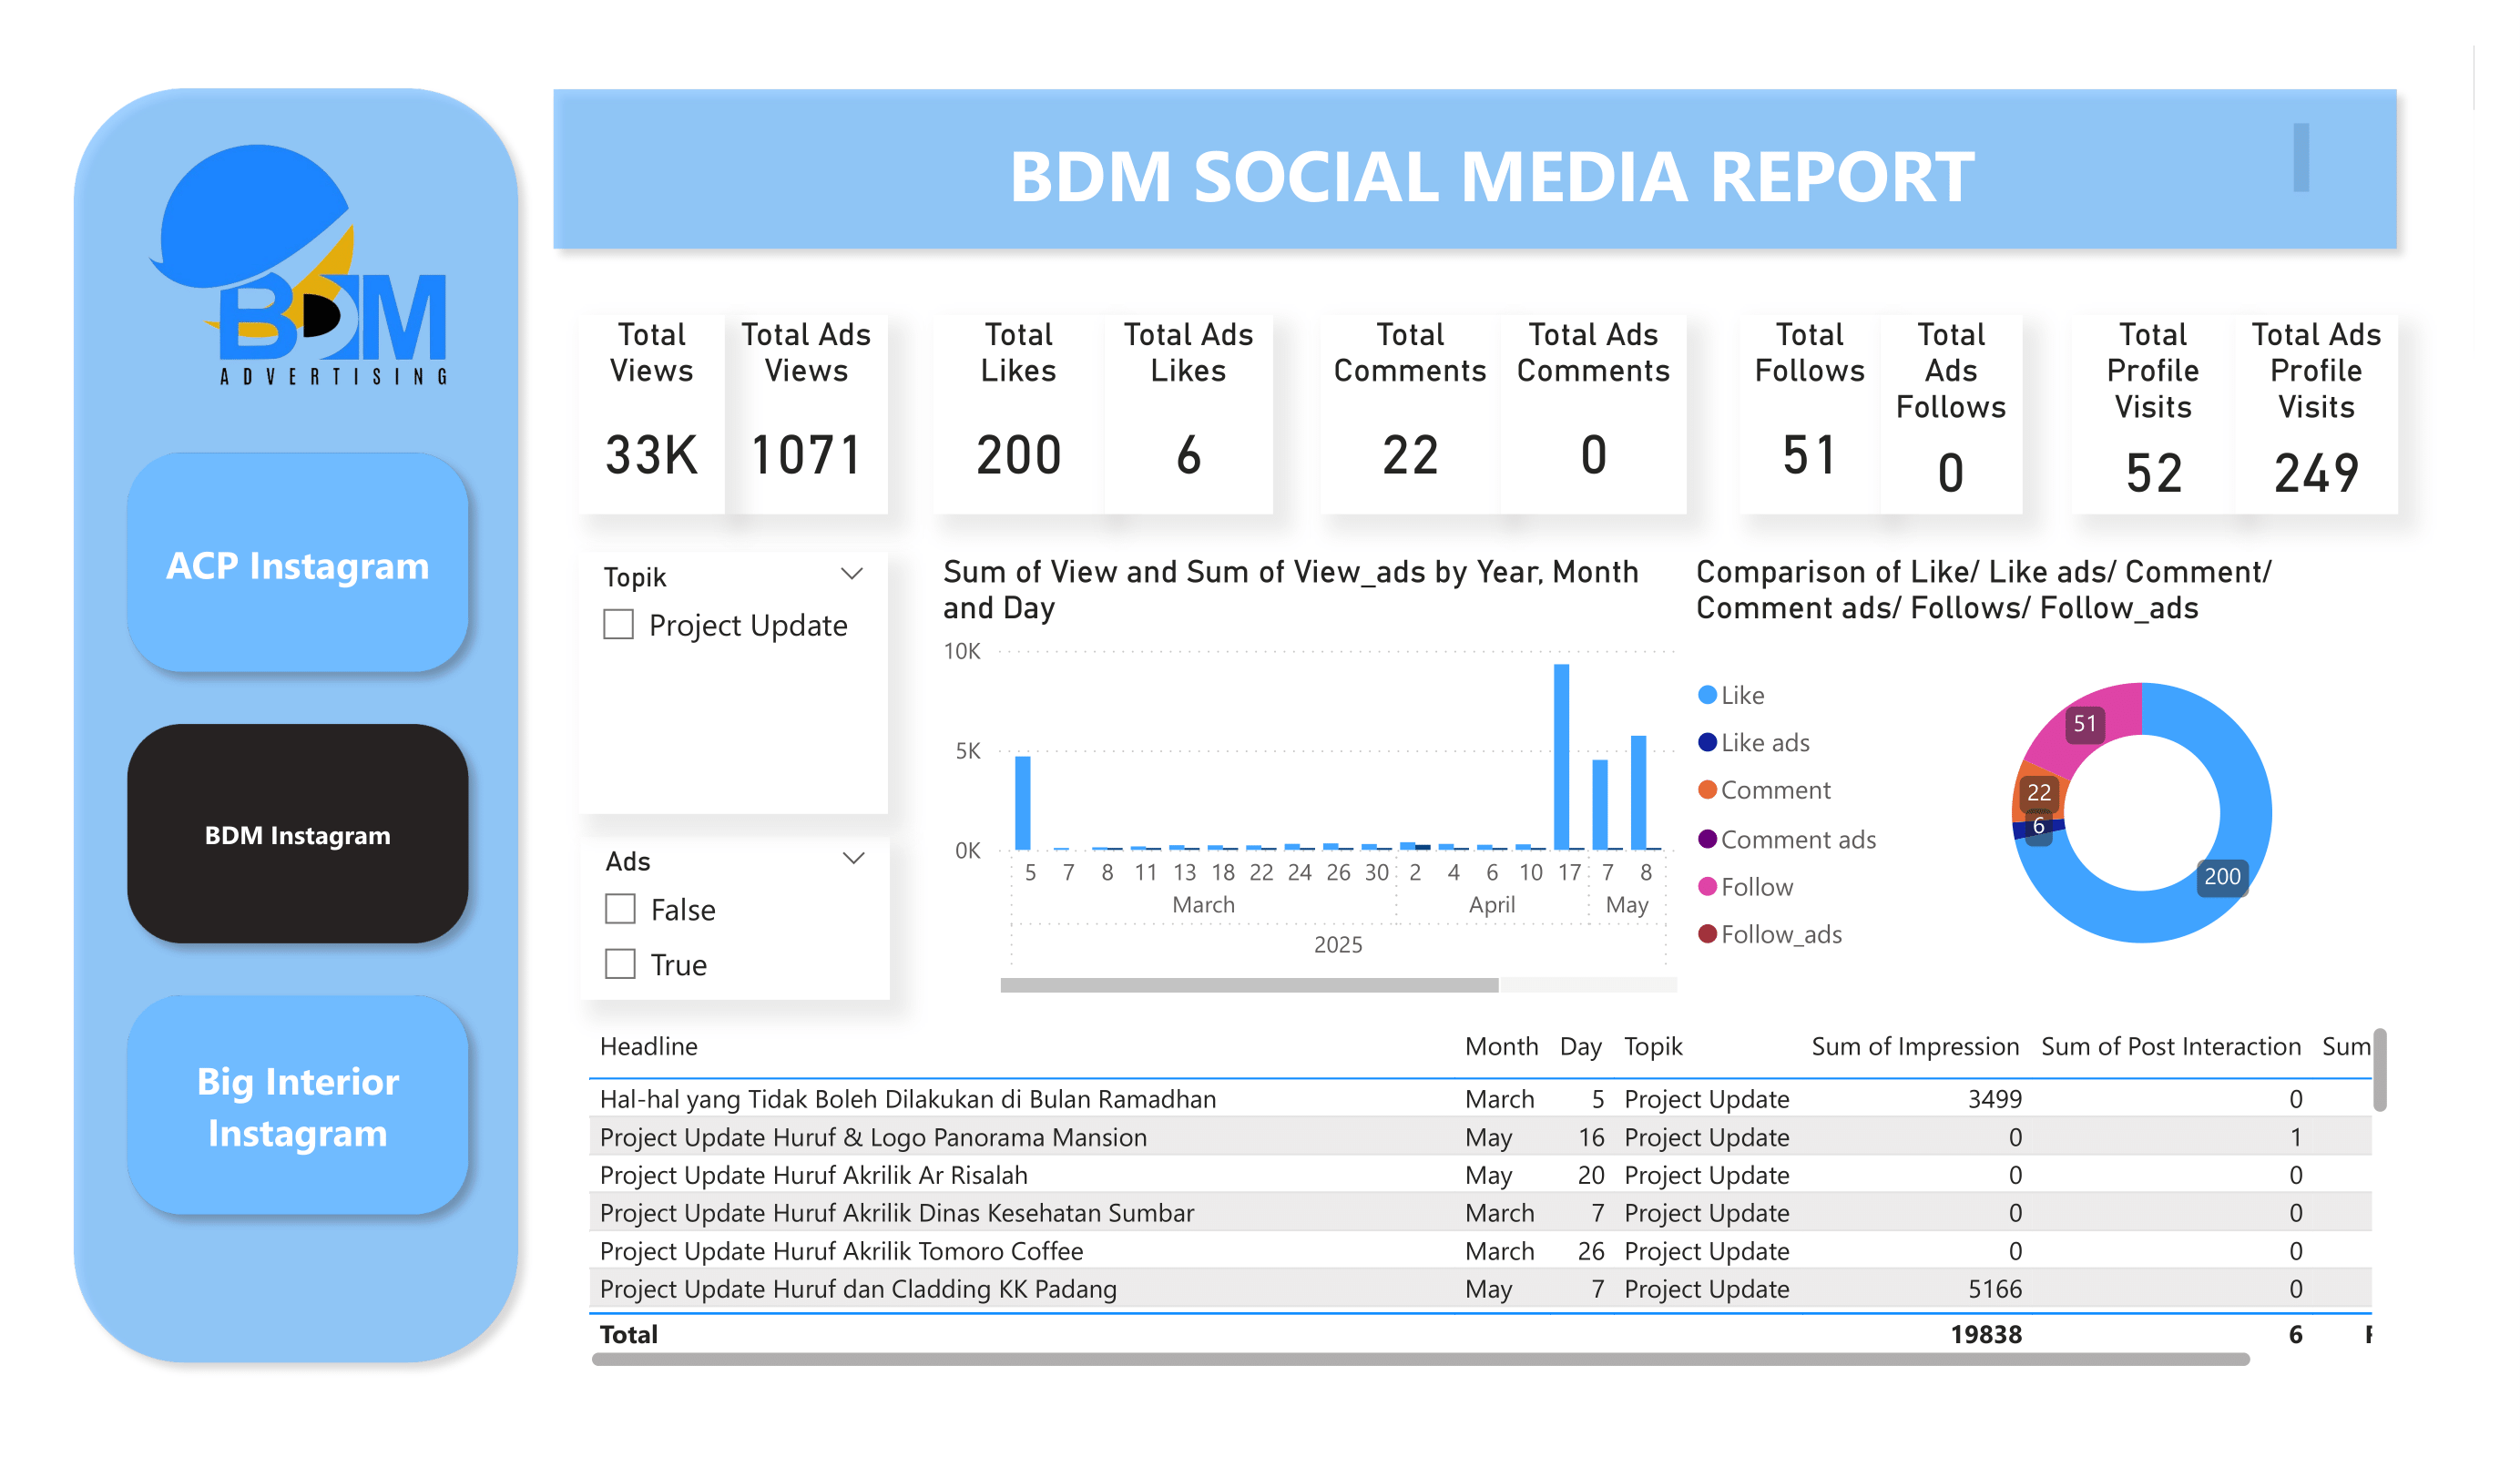 BDM
ADVERTISING
ACP Instagram
BDM Instagram
Big Interior
Instagram
BDM SOCIAL MEDIA REPORT
Total
Views
33K
Total Ads
Views
1071
Total
Likes
200
Total Ads
Likes
6
Total
Comments
22
Total Ads
Comments
0
Total
Follows
51
Total
Ads
Follows
0
Total
Profile
Visits
52
Total Ads
Profile
Visits
249
Topik
Project Update
Ads
False
True
Sum of View and Sum of View_ads by Year, Month
and Day
10K
5K
0K
5 7 8 11 13 18 22 24 26 30 2 4 6 10 17 7 8
March April May
2025
Comparison of Like/ Like ads/ Comment/
Comment ads/ Follows/ Follow_ads
Like
Like ads
Comment
Comment ads
Follow
Follow_ads
51
22
6
200
Headline Month Day Topik Sum of Impression Sum of Post Interaction Sum
Hal-hal yang Tidak Boleh Dilakukan di Bulan Ramadhan March 5 Project Update 3499 0
Project Update Huruf & Logo Panorama Mansion May 16 Project Update 0 1
Project Update Huruf Akrilik Ar Risalah May 20 Project Update 0 0
Project Update Huruf Akrilik Dinas Kesehatan Sumbar March 7 Project Update 0 0
Project Update Huruf Akrilik Tomoro Coffee March 26 Project Update 0 0
Project Update Huruf dan Cladding KK Padang May 7 Project Update 5166 0
Total 19838 6